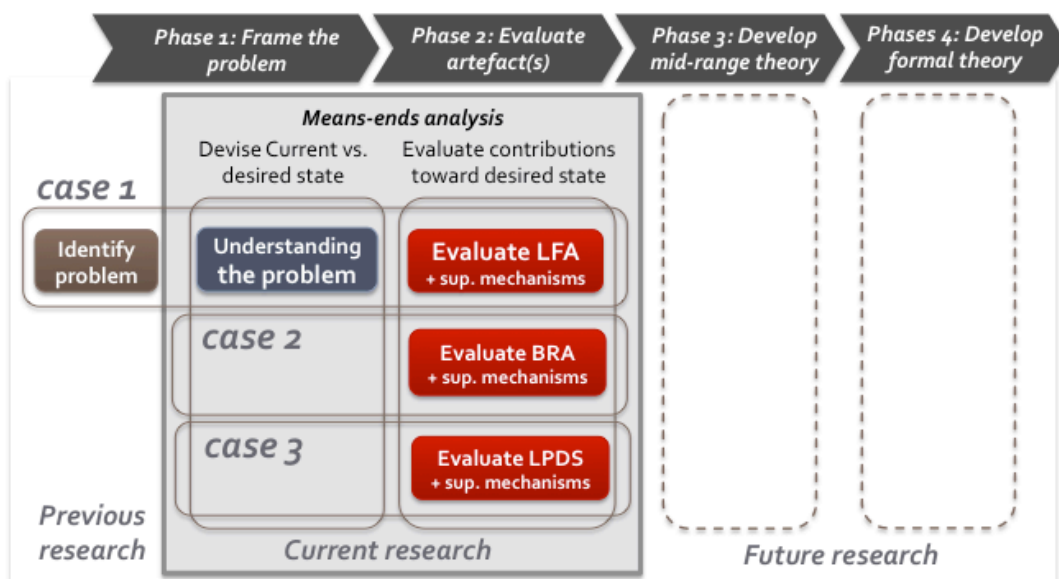 Phase 1: Frame the
problem
Phase 2: Evaluate
artefact(s)
Phase 3: Develop
mid-range theory
Phases 4: Develop
formal theory
Means-ends analysis
Devise Current vs.
desired state
Evaluate contributions
toward desired state
case 1
Identify
problem
Understanding
the problem
Evaluate LFA
+ sup. mechanisms
case 2
Evaluate BRA
+ sup. mechanisms
case 3
Evaluate LPDS
+ sup. mechanisms
Previous
research
Current research
Future research